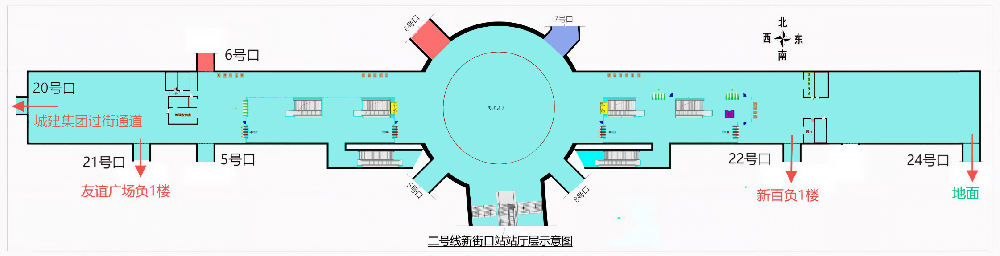 6号口
7号口
北
西 东
南
6号口
20号口
城建集团过街通道
多功能大厅
21号口
5号口
友谊广场负1楼
5号口
8号口
22号口
新百负1楼
24号口
地面
二号线新街口站站厅层示意图